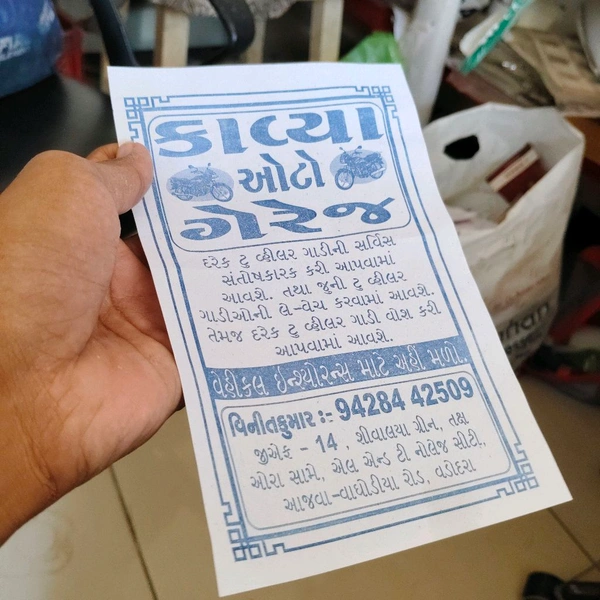 કાવ્યા
ઓટો
ગેરેજ
દરેક ટુ વ્હીલર ગાડીની સર્વિસ
સંતોષકારક કરી આપવામાં
આવશે. તથા જુની ટુ વ્હીલર
ગાડીઓની લે-વેચ કરવામાં આવશે.
તેમજ દરેક ટુ વ્હીલર ગાડી વોશ કરી
આપવામાં આવશે.
વેહીકલ ઈન્શ્યોરન્સ માટે અહીં મળો.
વિનીતકુમાર :- 94284 42509
જીએફ - 14, શીવાલયા ગ્રીન, તક્ષ
ઓરા સામે, એલ એન્ડ ટી નોલેજ સીટી,
આજવા-વાઘોડીયા રોડ, વડોદરા